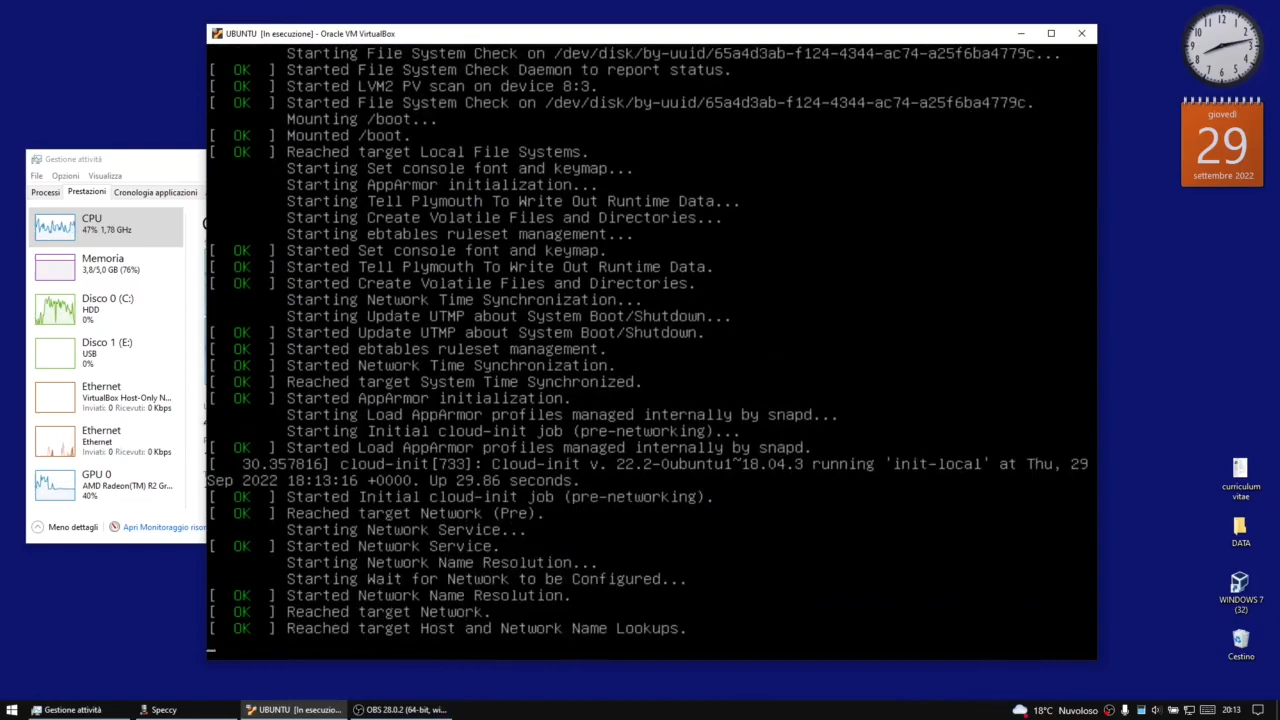 UBUNTU [In esecuzione] - Oracle VM VirtualBox
Starting File System Check on /dev/disk/by-uuid/65a4d3ab-f124-4344-ac74-a25f6ba4779c...
[ OK ] Started File System Check Daemon to report status.
[ OK ] Started LVM2 PV scan on device 8:3.
[ OK ] Started File System Check on /dev/disk/by-uuid/65a4d3ab-f124-4344-ac74-a25f6ba4779c.
Mounting /boot...
[ OK ] Mounted /boot.
[ OK ] Reached target Local File Systems.
Starting Set console font and keymap...
Starting AppArmor initialization...
Starting Tell Plymouth To Write Out Runtime Data...
Starting Create Volatile Files and Directories...
Starting ebtables ruleset management...
[ OK ] Started Set console font and keymap.
[ OK ] Started Tell Plymouth To Write Out Runtime Data.
[ OK ] Started Create Volatile Files and Directories.
Starting Network Time Synchronization...
Starting Update UTMP about System Boot/Shutdown...
[ OK ] Started Update UTMP about System Boot/Shutdown.
[ OK ] Started ebtables ruleset management.
[ OK ] Started Network Time Synchronization.
[ OK ] Reached target System Time Synchronized.
[ OK ] Started AppArmor initialization.
Starting Load AppArmor profiles managed internally by snapd...
Starting Initial cloud-init job (pre-networking)...
[ OK ] Started Load AppArmor profiles managed internally by snapd.
[ 30.357816] cloud-init[733]: Cloud-init v. 22.2-0ubuntu1~18.04.3 running 'init-local' at Thu, 29
Sep 2022 18:13:16 +0000. Up 29.86 seconds.
[ OK ] Started Initial cloud-init job (pre-networking).
[ OK ] Reached target Network (Pre).
Starting Network Service...
[ OK ] Started Network Service.
Starting Network Name Resolution...
Starting Wait for Network to be Configured...
[ OK ] Started Network Name Resolution.
[ OK ] Reached target Network.
[ OK ] Reached target Host and Network Name Lookups.
Gestione attività
File Opzioni Visualizza
Processi Prestazioni Cronologia applicazioni
CPU
47% 1,78 GHz
Memoria
3,8/5,0 GB (76%)
Disco 0 (C:)
HDD
0%
Disco 1 (E:)
USB
0%
Ethernet
VirtualBox Host-Only N...
Inviati: 0 Ricevuti: 0 Kbps
Ethernet
Ethernet
Inviati: 0 Ricevuti: 0 Kbps
GPU 0
AMD Radeon(TM) R2 Gr...
40%
Meno dettagli
Apri Monitoraggio risor
12
1
2
3
4
5
6
7
8
9
10
11
giovedì
29
settembre 2022
curriculum
vitae
DATA
WINDOWS 7
(32)
Cestino
Gestione attività
Speccy
UBUNTU [In esecuzio...
OBS 28.0.2 (64-bit, wi...
18°C Nuvoloso
20:13